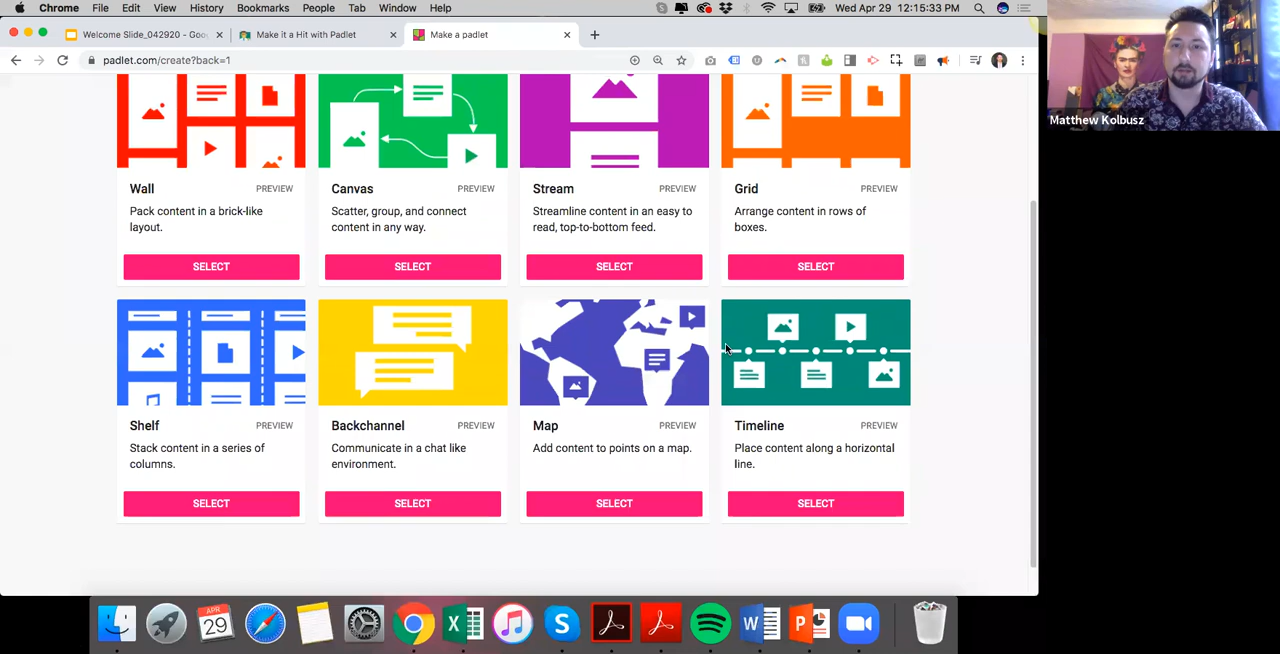 Chrome File Edit View History Bookmarks People Tab Window Help Wed Apr 29 12:15:33 PM
Welcome Slide_042920 - Goo
Make it a Hit with Padlet
Make a padlet
padlet.com/create?back=1
Matthew Kolbusz
Wall PREVIEW
Pack content in a brick-like
layout.
SELECT
Canvas PREVIEW
Scatter, group, and connect
content in any way.
SELECT
Stream PREVIEW
Streamline content in an easy to
read, top-to-bottom feed.
SELECT
Grid PREVIEW
Arrange content in rows of
boxes.
SELECT
Shelf PREVIEW
Stack content in a series of
columns.
SELECT
Backchannel PREVIEW
Communicate in a chat like
environment.
SELECT
Map PREVIEW
Add content to points on a map.
SELECT
Timeline PREVIEW
Place content along a horizontal
line.
SELECT
APR
29
X
S
W
P